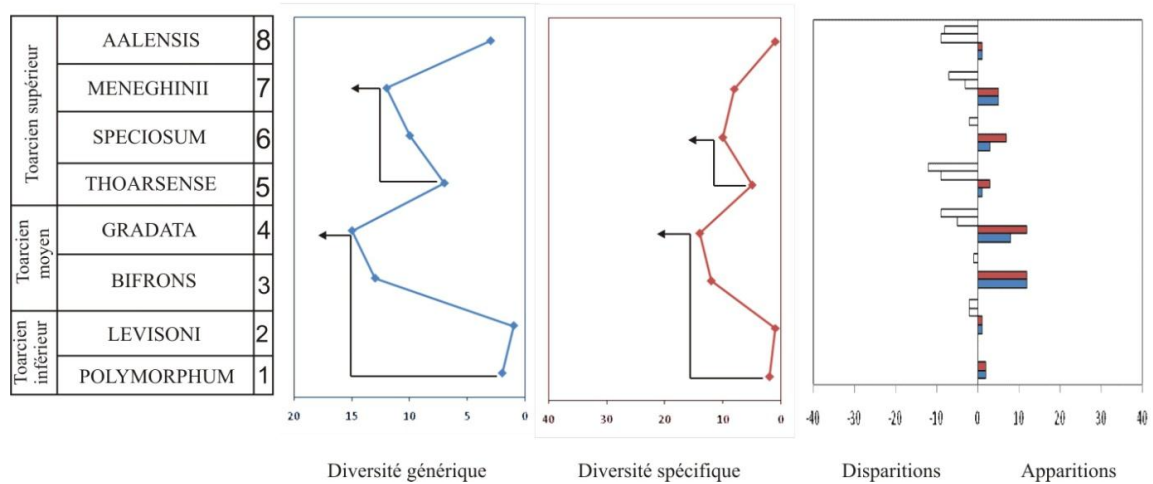 Toarcien supérieur
AALENSIS 8
MENEGHINII 7
SPECIOSUM 6
THOARSENSE 5
Toarcien
moyen
GRADATA 4
BIFRONS 3
Toarcien
inférieur
LEVISONI 2
POLYMORPHUM 1
20 15 10 5 0
40 30 20 10 0
-40 -30 -20 -10 0 10 20 30 40
Diversité générique
Diversité spécifique
Disparitions
Apparitions